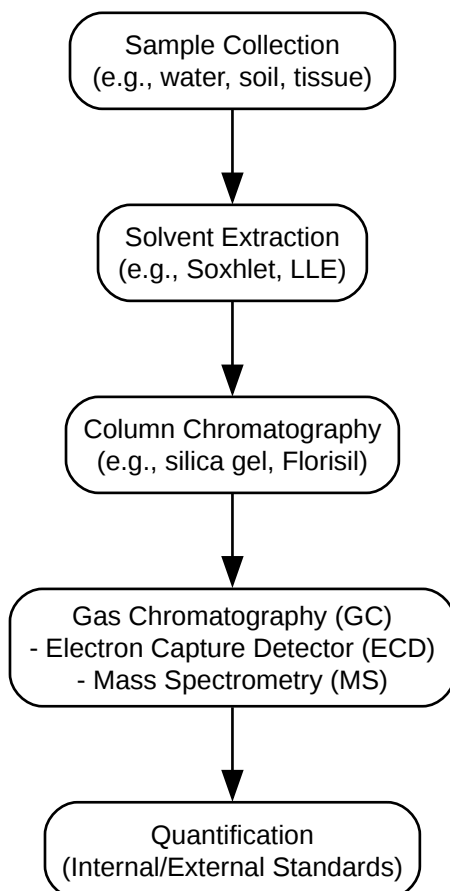 Sample Collection
(e.g., water, soil, tissue)
Solvent Extraction
(e.g., Soxhlet, LLE)
Column Chromatography
(e.g., silica gel, Florisil)
Gas Chromatography (GC)
- Electron Capture Detector (ECD)
- Mass Spectrometry (MS)
Quantification
(Internal/External Standards)